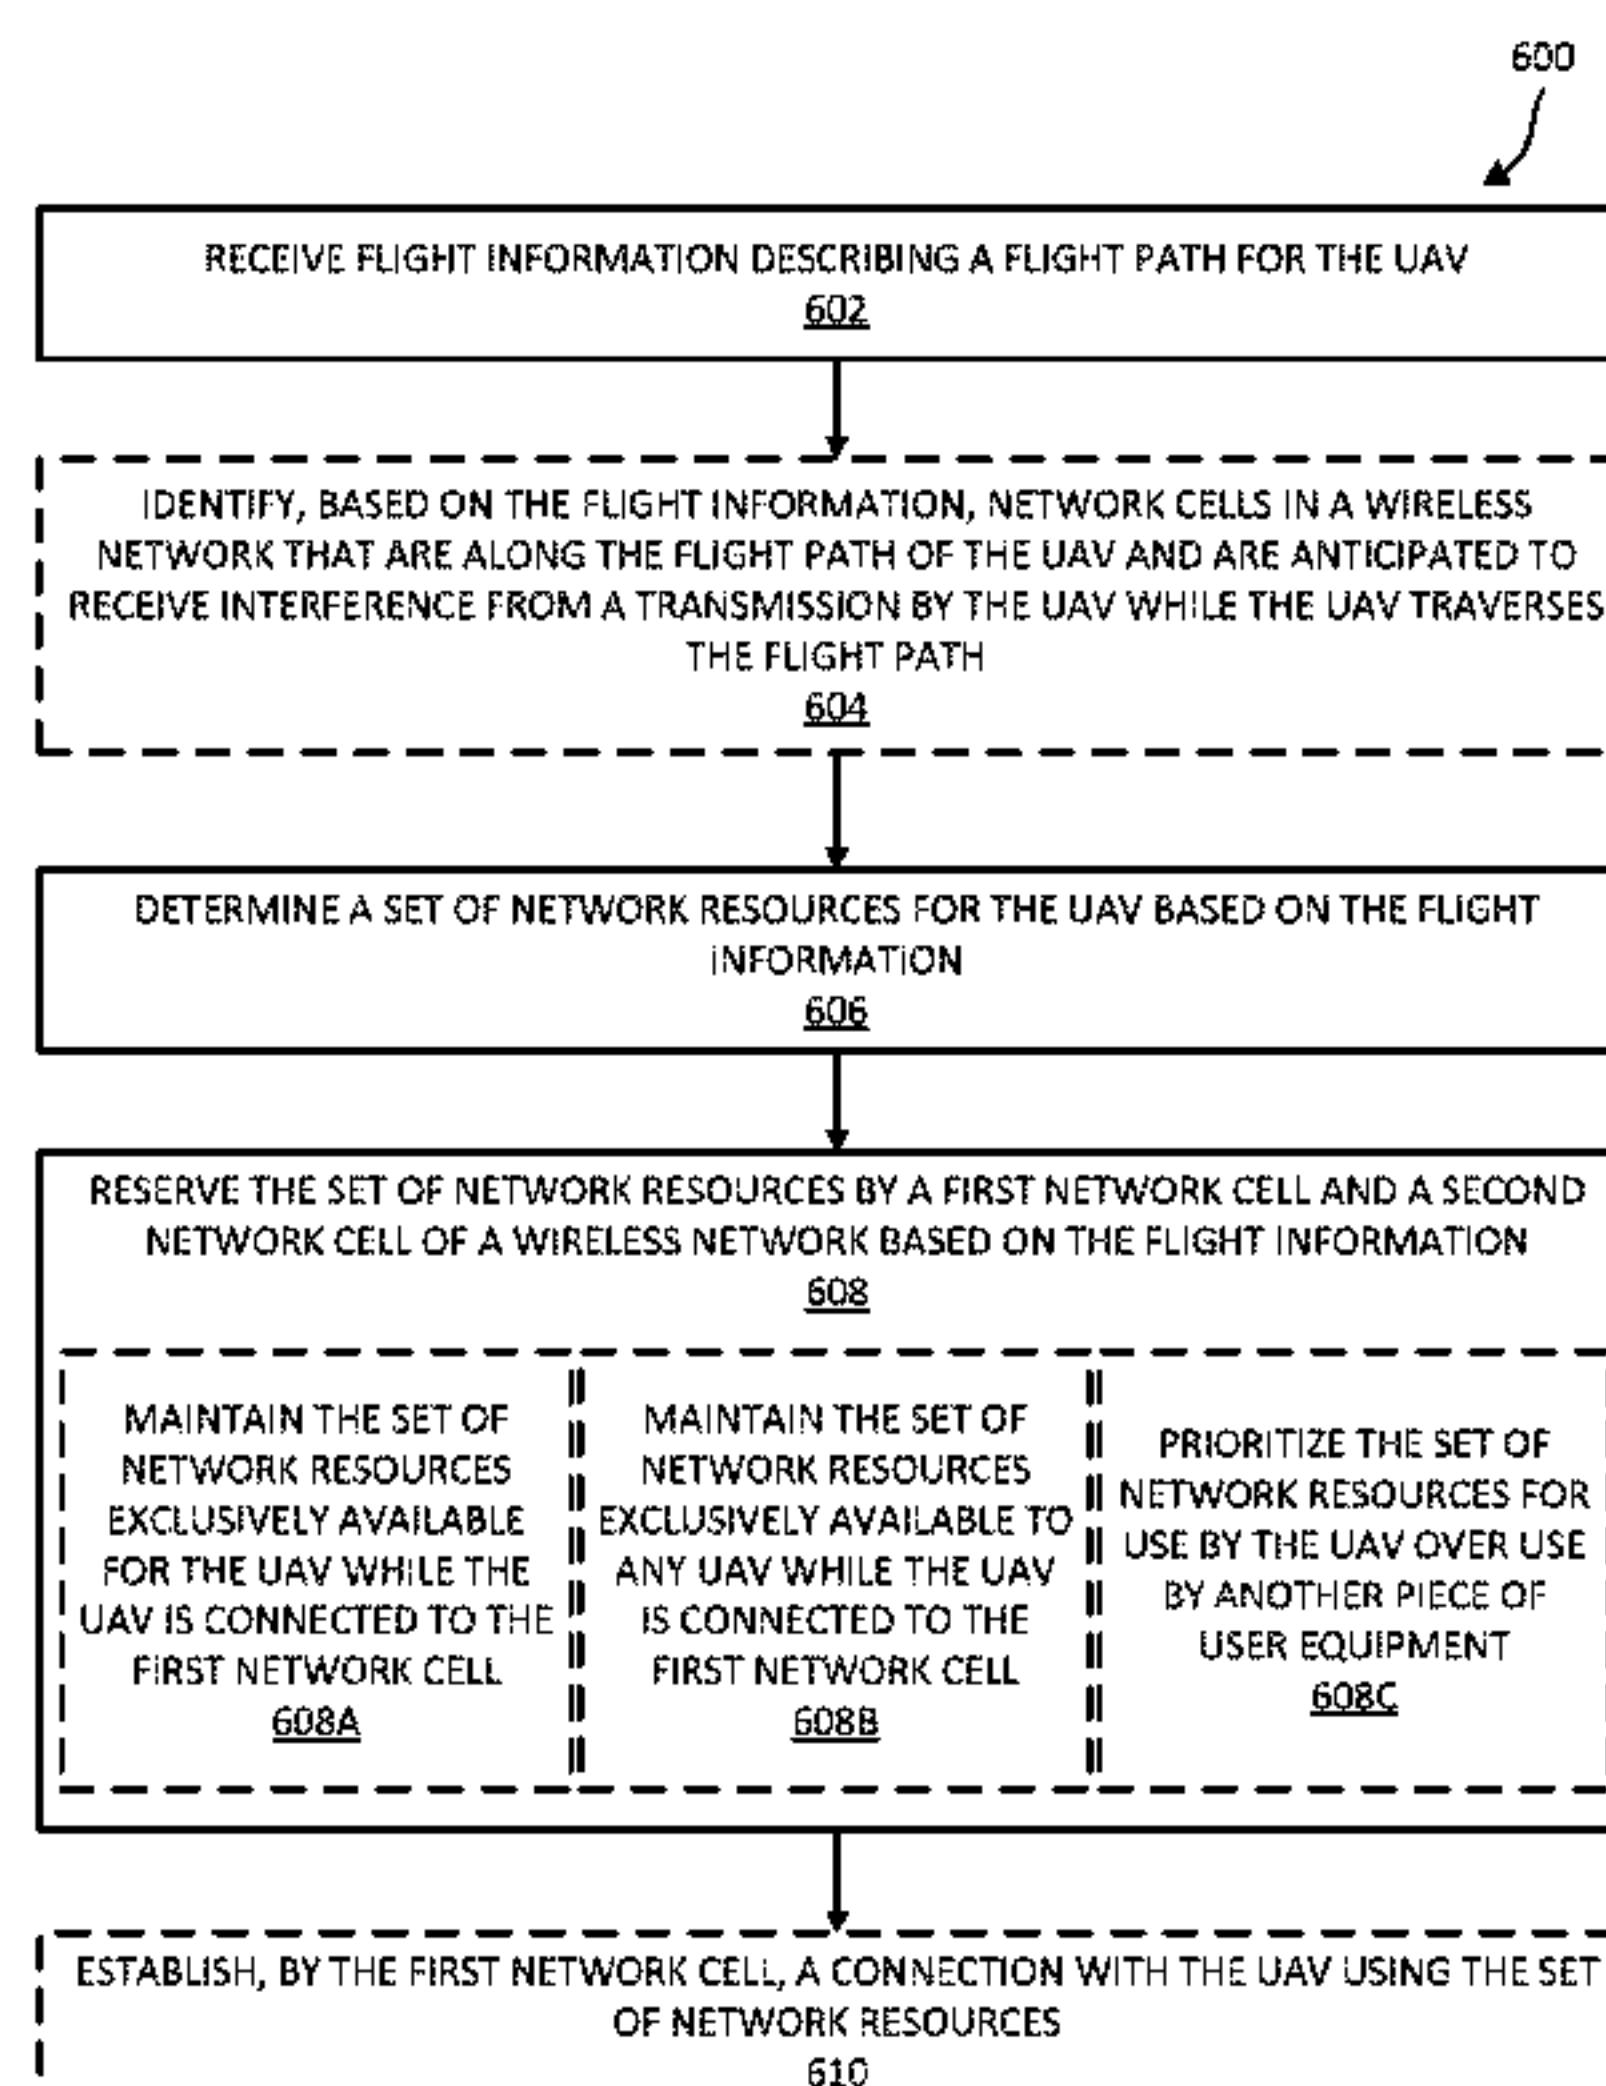 600
RECEIVE FLIGHT INFORMATION DESCRIBING A FLIGHT PATH FOR THE UAV
602
IDENTIFY, BASED ON THE FLIGHT INFORMATION, NETWORK CELLS IN A WIRELESS
NETWORK THAT ARE ALONG THE FLIGHT PATH OF THE UAV AND ARE ANTICIPATED TO
RECEIVE INTERFERENCE FROM A TRANSMISSION BY THE UAV WHILE THE UAV TRAVERSES
THE FLIGHT PATH
604
DETERMINE A SET OF NETWORK RESOURCES FOR THE UAV BASED ON THE FLIGHT
INFORMATION
606
RESERVE THE SET OF NETWORK RESOURCES BY A FIRST NETWORK CELL AND A SECOND
NETWORK CELL OF A WIRELESS NETWORK BASED ON THE FLIGHT INFORMATION
608
MAINTAIN THE SET OF
NETWORK RESOURCES
EXCLUSIVELY AVAILABLE
FOR THE UAV WHILE THE
UAV IS CONNECTED TO THE
FIRST NETWORK CELL
608A
MAINTAIN THE SET OF
NETWORK RESOURCES
EXCLUSIVELY AVAILABLE TO
ANY UAV WHILE THE UAV
IS CONNECTED TO THE
FIRST NETWORK CELL
608B
PRIORITIZE THE SET OF
NETWORK RESOURCES FOR
USE BY THE UAV OVER USE
BY ANOTHER PIECE OF
USER EQUIPMENT
608C
ESTABLISH, BY THE FIRST NETWORK CELL, A CONNECTION WITH THE UAV USING THE SET
OF NETWORK RESOURCES
610